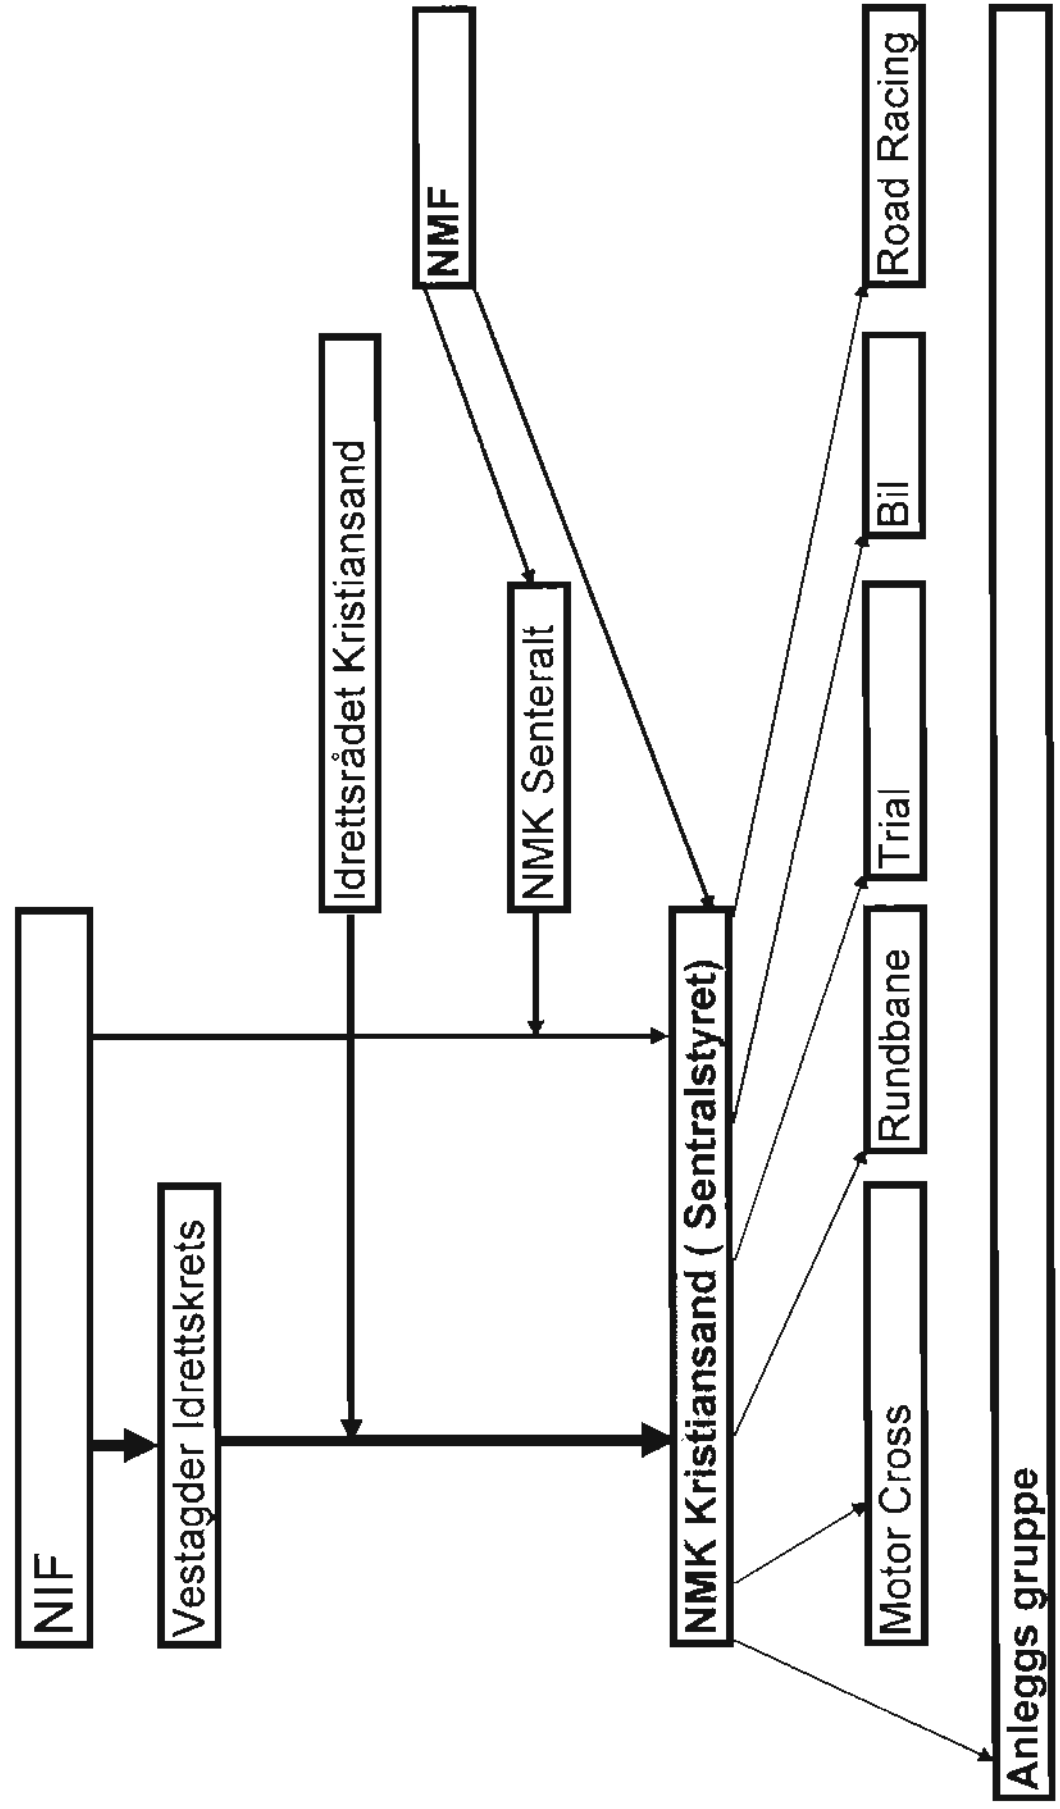 NIF
Vestagder Idrettskrets
Idrettsrådet Kristiansand
NMF
NMK Senteralt
NMK Kristiansand ( Sentralstyret)
Motor Cross
Rundbane
Trial
Bil
Road Racing
Anleggs gruppe